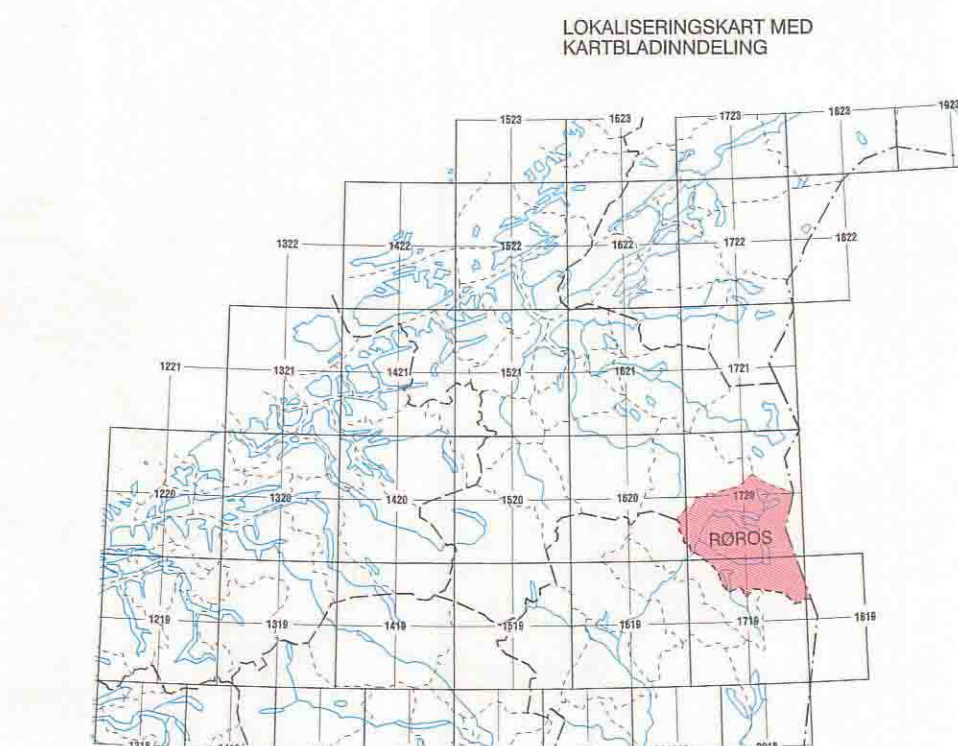 LOKALISERINGSKART MED
KARTBLADINNDELING
1523 1623 1723 1823 1923
1322 1422 1522 1622 1722 1822
1221 1321 1421 1521 1621 1721
1220 1320 1420 1520 1620 1720
RØROS
1219 1319 1419 1519 1619 1719 1819